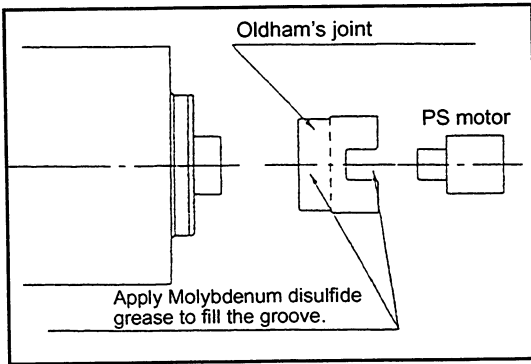 Oldham's joint
PS motor
Apply Molybdenum disulfide
grease to fill the groove.